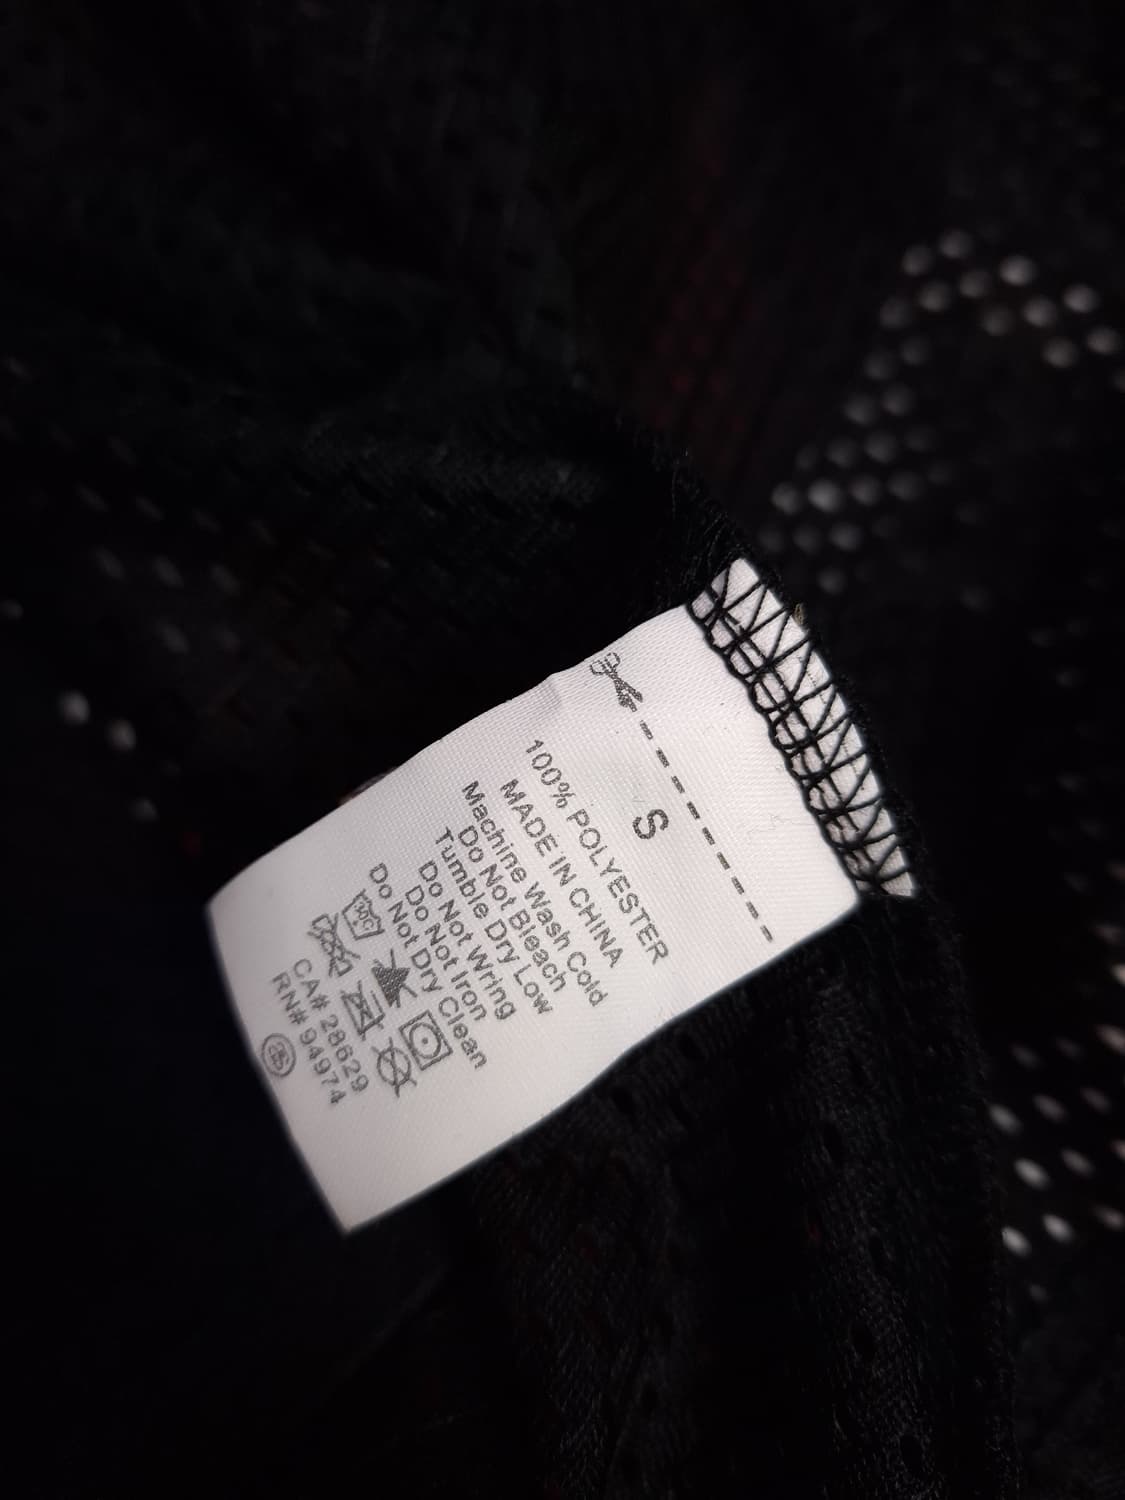 S
100% POLYESTER
MADE IN CHINA
Machine Wash Cold
Do Not Bleach
Tumble Dry Low
Do Not Wring
Do Not Iron
Do Not Dry Clean
30C
CA# 28629
RN# 94974